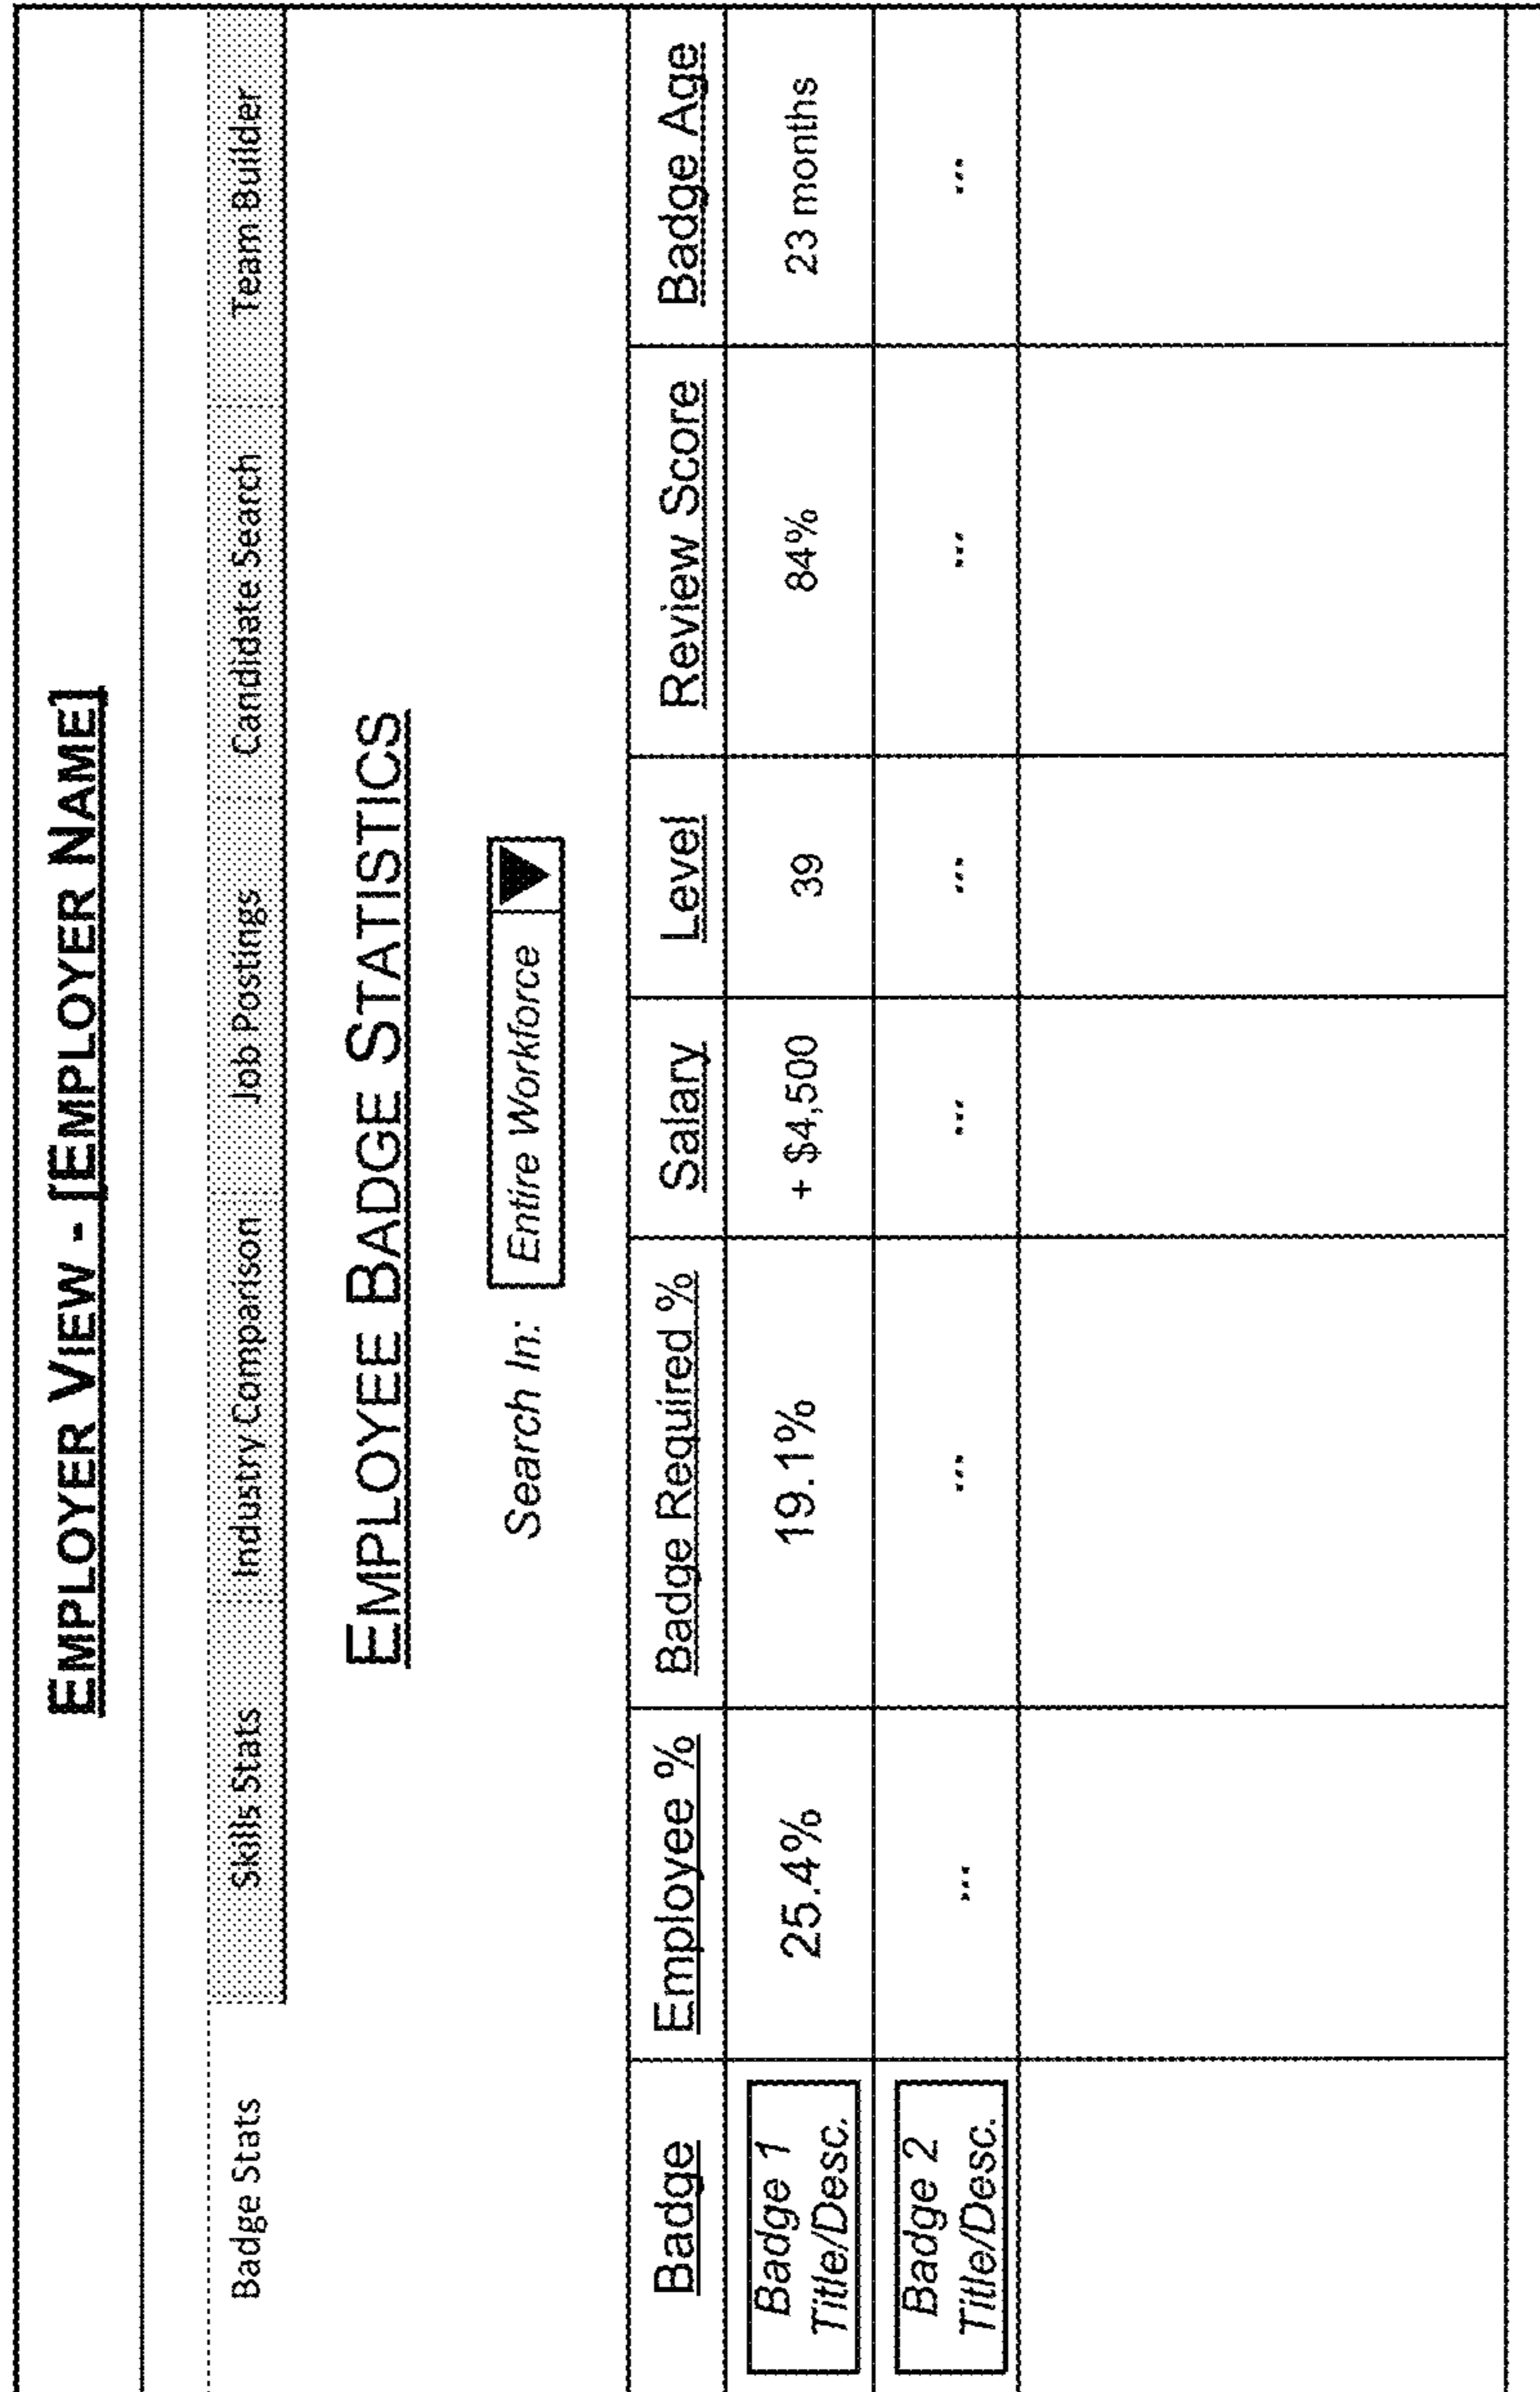 EMPLOYER VIEW - [EMPLOYER NAME]
Badge Stats Skills Stats Industry Comparison Job Postings Candidate Search Team Builder
EMPLOYEE BADGE STATISTICS
Search In: Entire Workforce
Badge Employee % Badge Required % Salary Level Review Score Badge Age
Badge 1
Title/Desc.
25.4% 19.1% + $4,500 39 84% 23 months
Badge 2
Title/Desc.
... ... ... ... ... ...